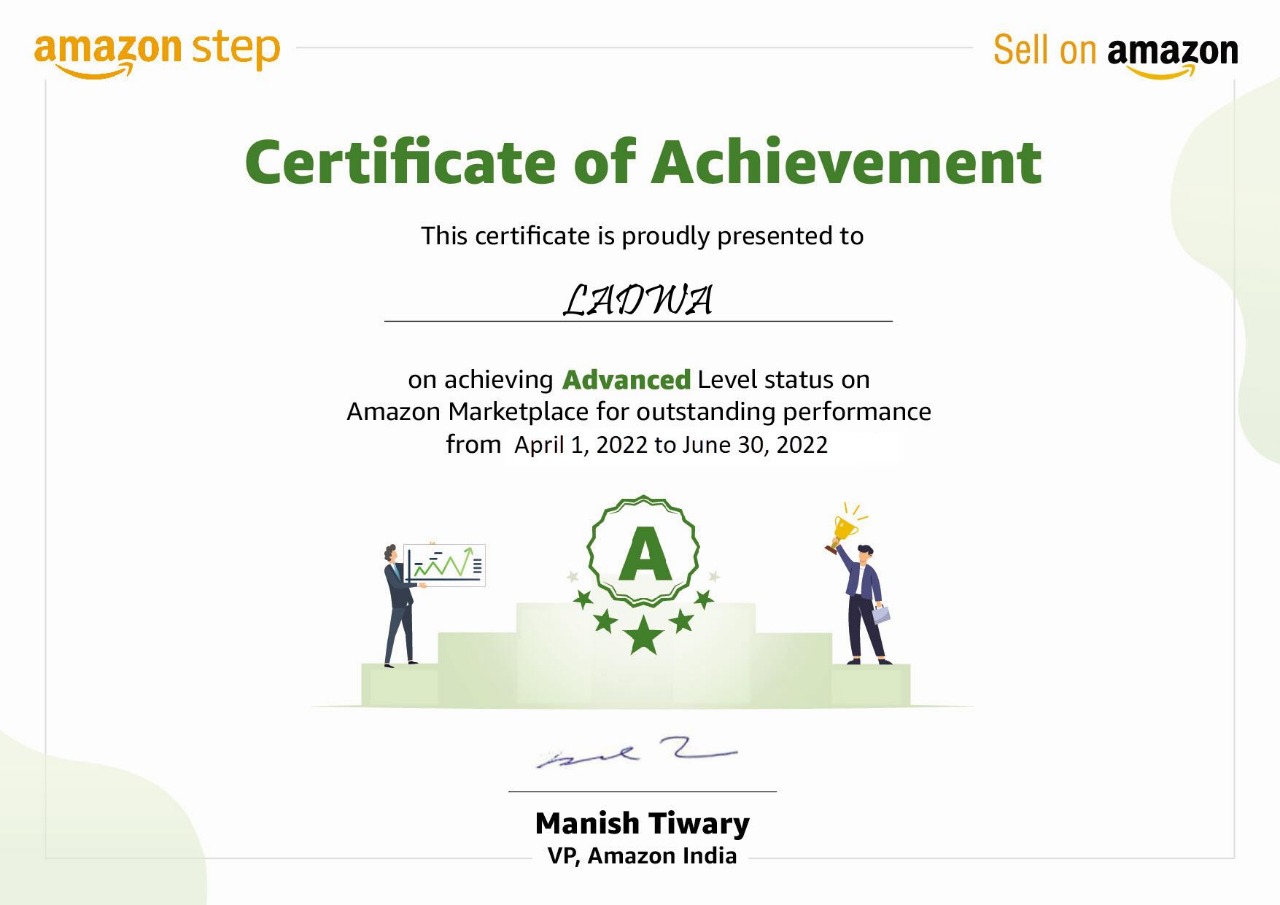 amazon step
Sell on amazon
Certificate of Achievement
This certificate is proudly presented to
LADWA
on achieving Advanced Level status on
Amazon Marketplace for outstanding performance
from April 1, 2022 to June 30, 2022
A
Manish Tiwary
VP, Amazon India